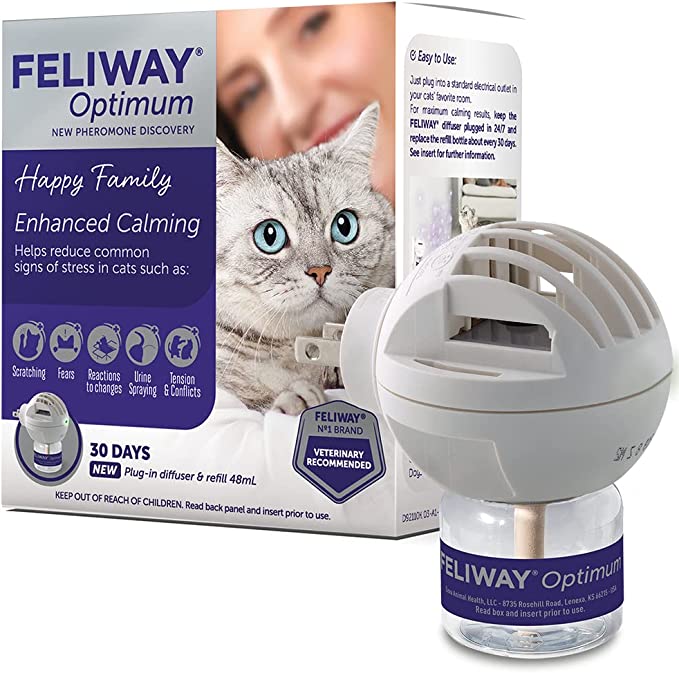 FELIWAY®
Optimum
NEW PHEROMONE DISCOVERY
Happy Family
Enhanced Calming
Helps reduce common
signs of stress in cats such as:
Scratching
Fears
Reactions
to changes
Urine
Spraying
Tension
& Conflicts
30 DAYS
NEW Plug-in diffuser & refill 48mL
KEEP OUT OF REACH OF CHILDREN. Read back panel and insert prior to use.
FELIWAY®
Nº1 BRAND
VETERINARY
RECOMMENDED
Easy to Use:
Just plug into a standard electrical outlet in
your cats' favorite room.
For maximum calming results, keep the
FELIWAY® diffuser plugged in 24/7 and
replace the refill bottle about every 30 days.
See insert for further information.
FELIWAY® Optimum
Ceva Animal Health, LLC - 8735 Rosehill Road, Lenexa, KS 66215 - USA
Read box and insert prior to use.